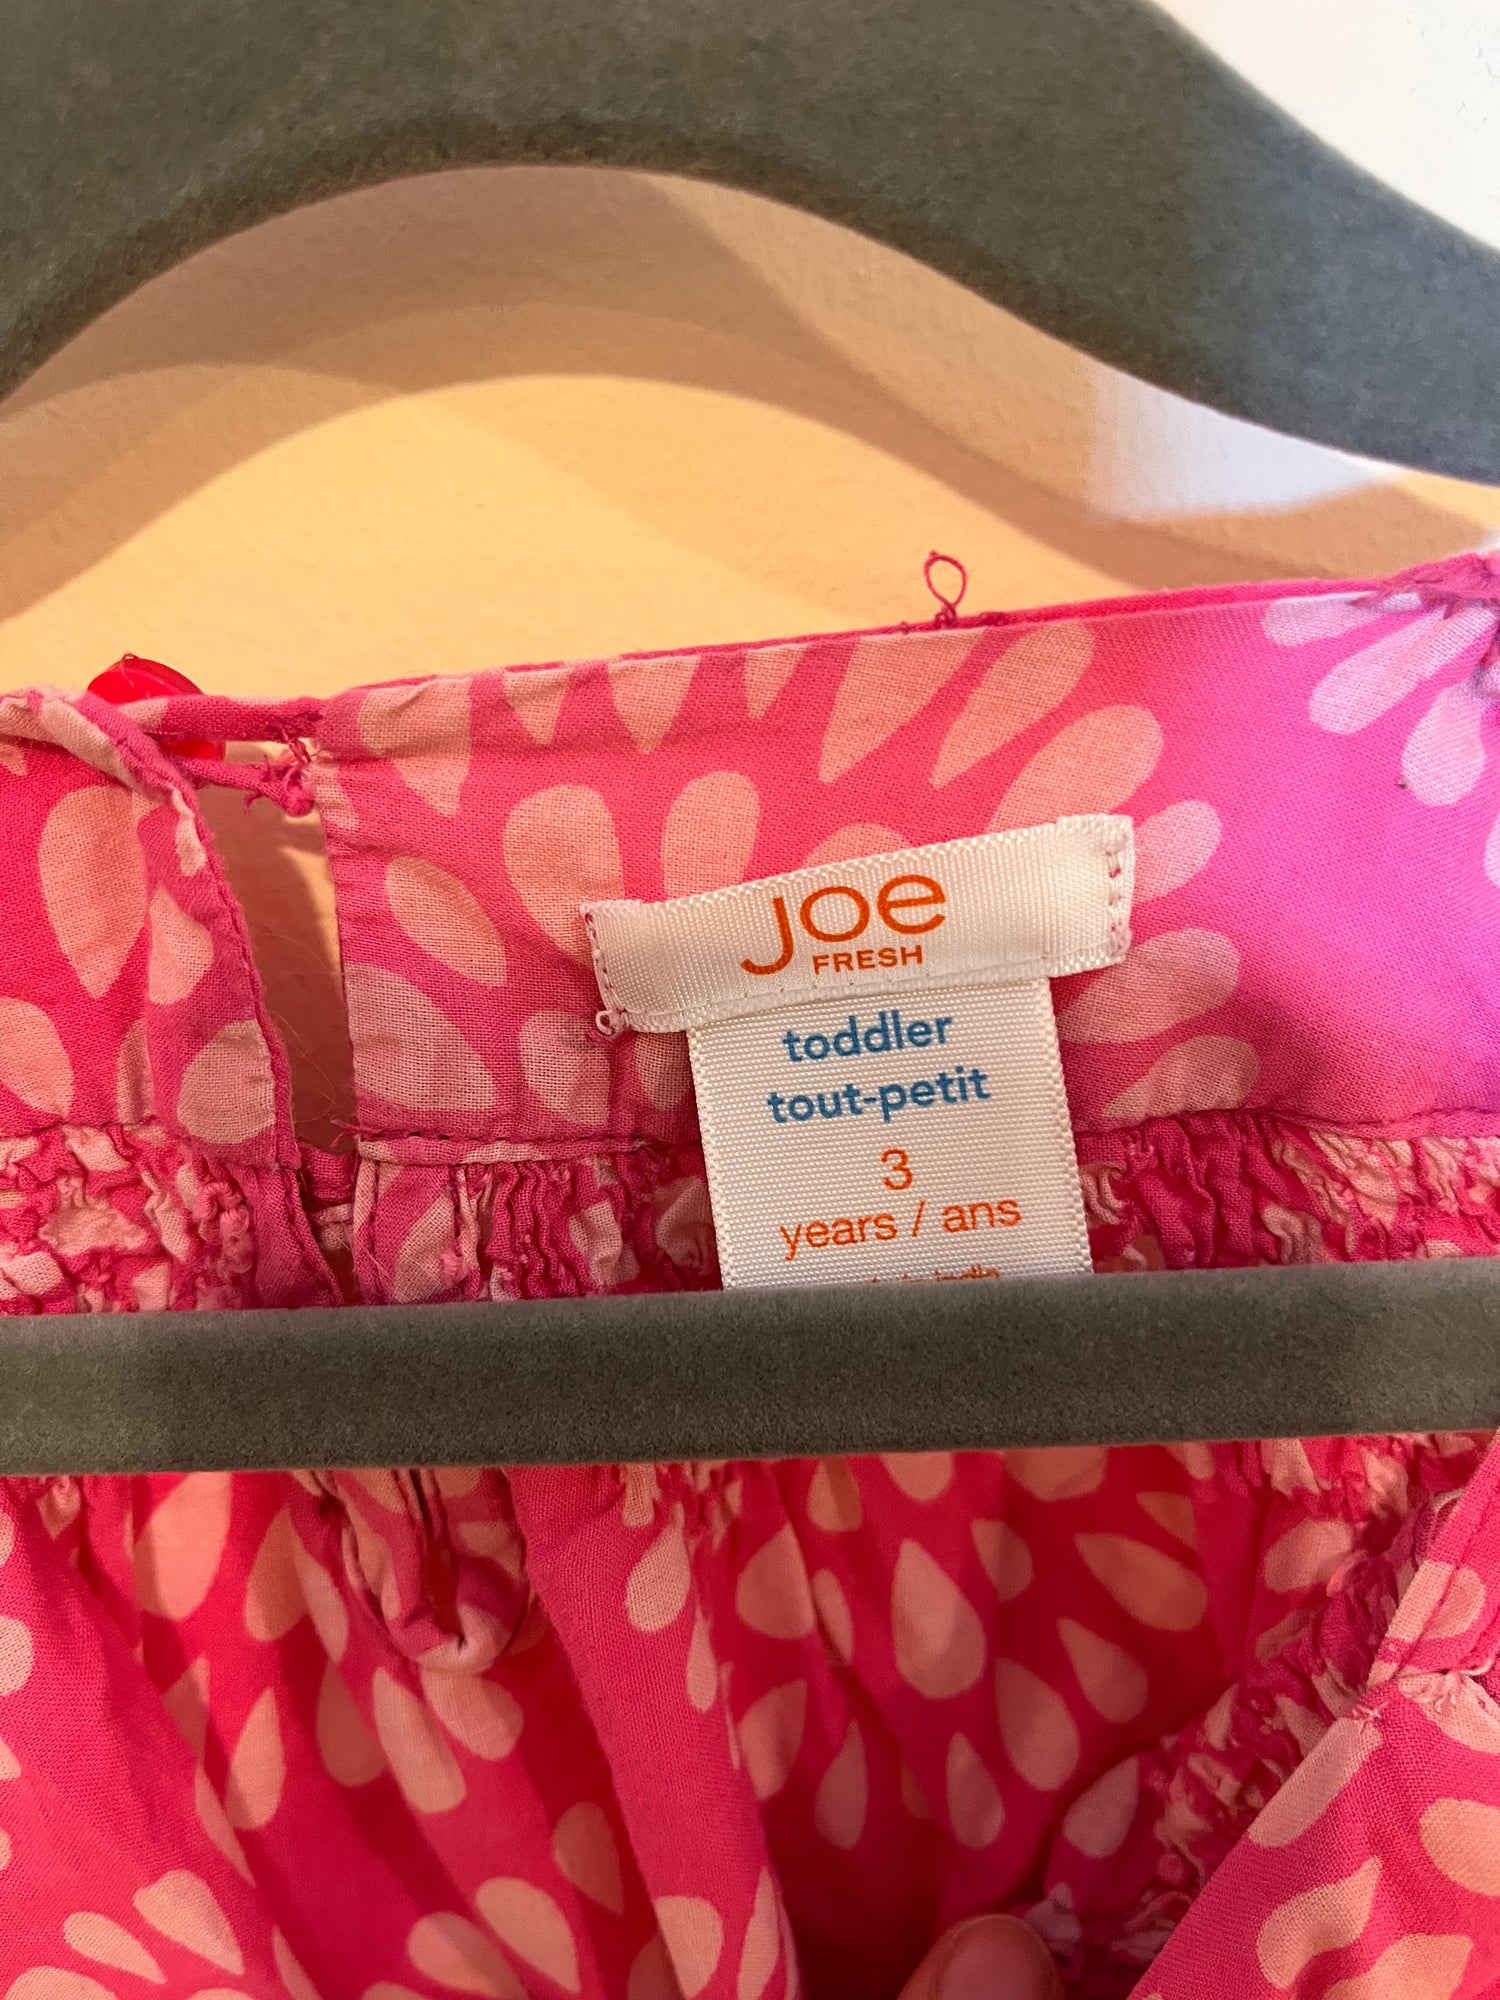 joe
FRESH
toddler
tout-petit
3
years / ans